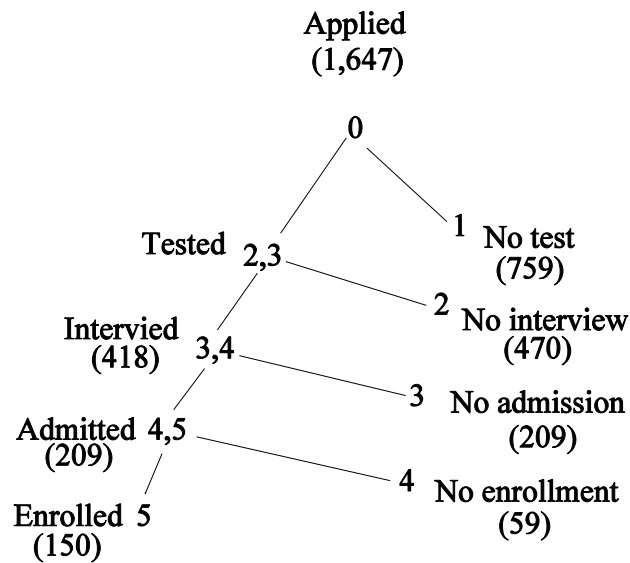 Applied
(1,647)
0
1 No test
(759)
Tested 2,3
2 No interview
(470)
Intervied 3,4
(418)
3 No admission
(209)
Admitted 4,5
(209)
4 No enrollment
(59)
Enrolled 5
(150)